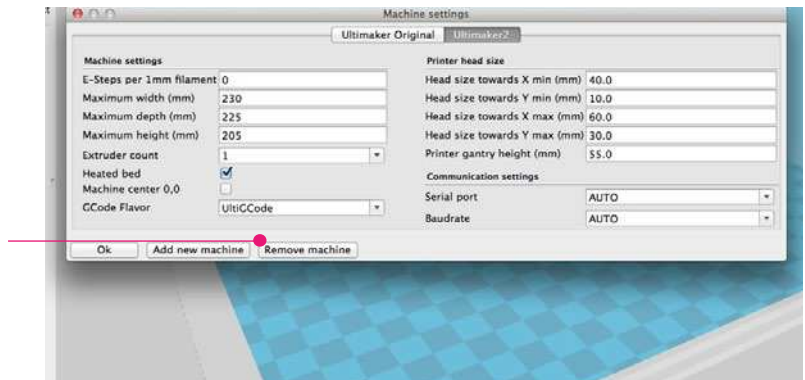 Machine settings
Ultimaker Original Ultimaker2
Machine settings
E-Steps per 1mm filament 0
Maximum width (mm) 230
Maximum depth (mm) 225
Maximum height (mm) 205
Extruder count 1
Heated bed
Machine center 0,0
GCode Flavor UltiGCode
Printer head size
Head size towards X min (mm) 40.0
Head size towards Y min (mm) 10.0
Head size towards X max (mm) 60.0
Head size towards Y max (mm) 30.0
Printer gantry height (mm) 55.0
Communication settings
Serial port AUTO
Baudrate AUTO
Ok Add new machine Remove machine